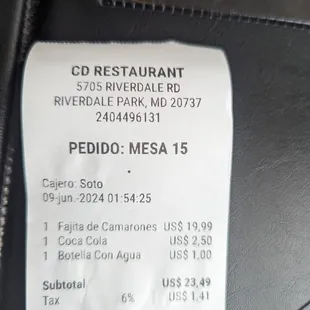 CD RESTAURANT
5705 RIVERDALE RD
RIVERDALE PARK, MD 20737
2404496131
PEDIDO: MESA 15
Cajero: Soto
09-jun.-2024 01:54:25
1 Fajita de Camarones US$ 19,99
1 Coca Cola US$ 2,50
1 Botella Con Agua US$ 1,00
Subtotal US$ 23,49
Tax 6% US$ 1,41